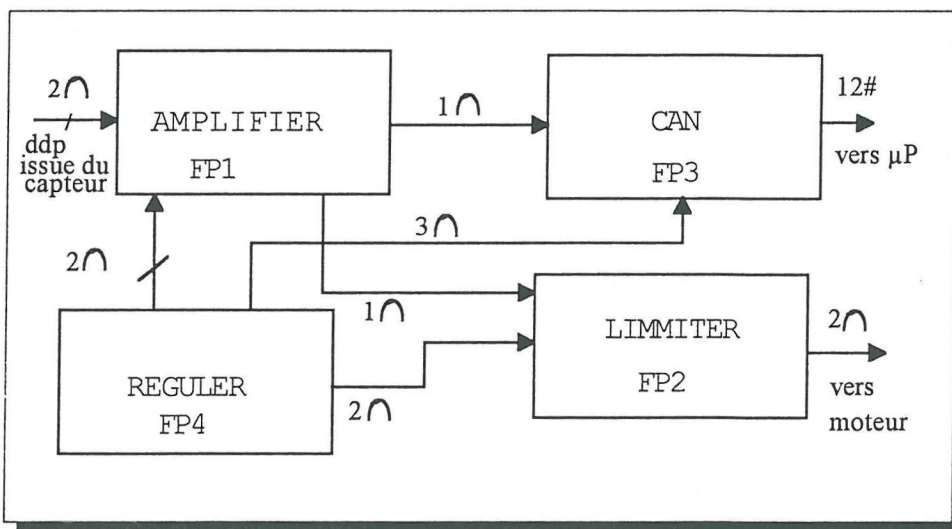 2∩
ddp
issue du
capteur
AMPLIFIER
FP1
1∩
CAN
FP3
12#
vers µP
2∩
3∩
1∩
LIMMITER
FP2
2∩
vers
moteur
REGULER
FP4
2∩